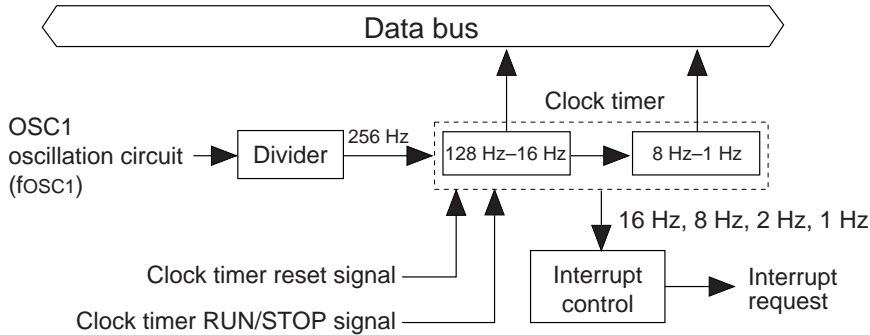 Data bus
Clock timer
OSC1
oscillation circuit
(fOSC1)
Divider
256 Hz
128 Hz–16 Hz
8 Hz–1 Hz
16 Hz, 8 Hz, 2 Hz, 1 Hz
Clock timer reset signal
Clock timer RUN/STOP signal
Interrupt
control
Interrupt
request